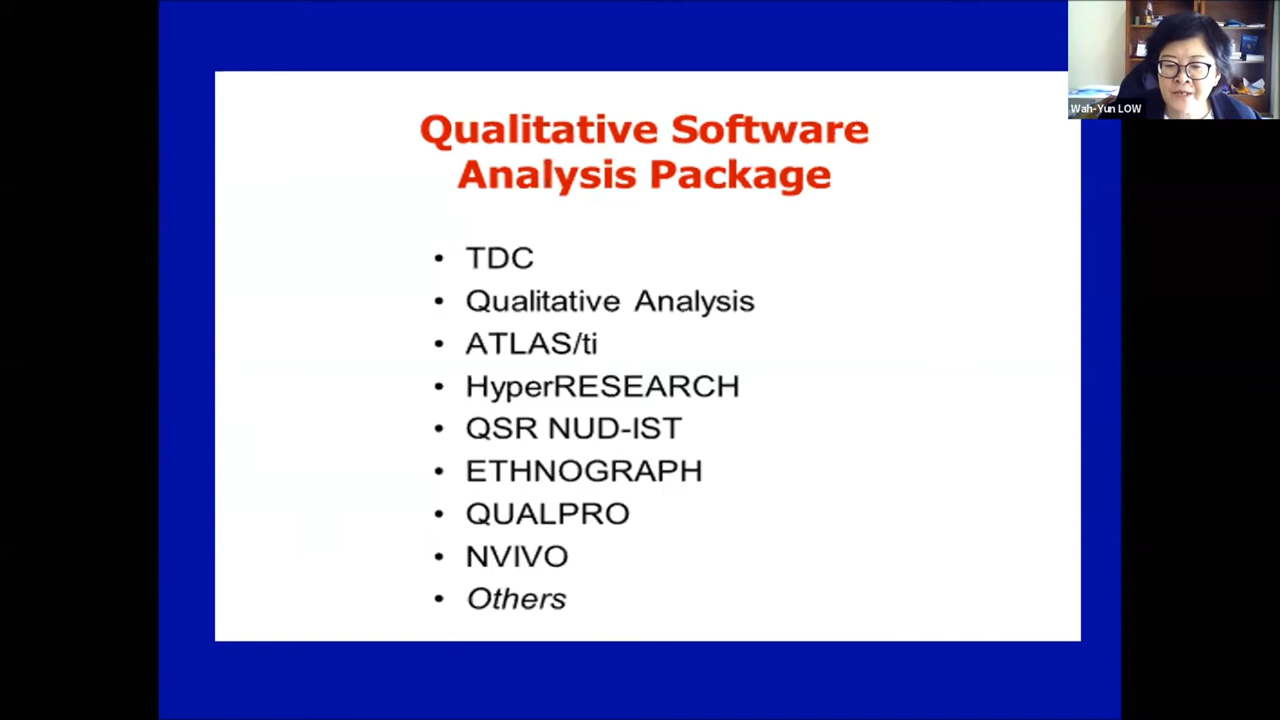 Qualitative Software
Analysis Package
• TDC
• Qualitative Analysis
• ATLAS/ti
• HyperRESEARCH
• QSR NUD-IST
• ETHNOGRAPH
• QUALPRO
• NVIVO
• Others
Wah-Yun LOW